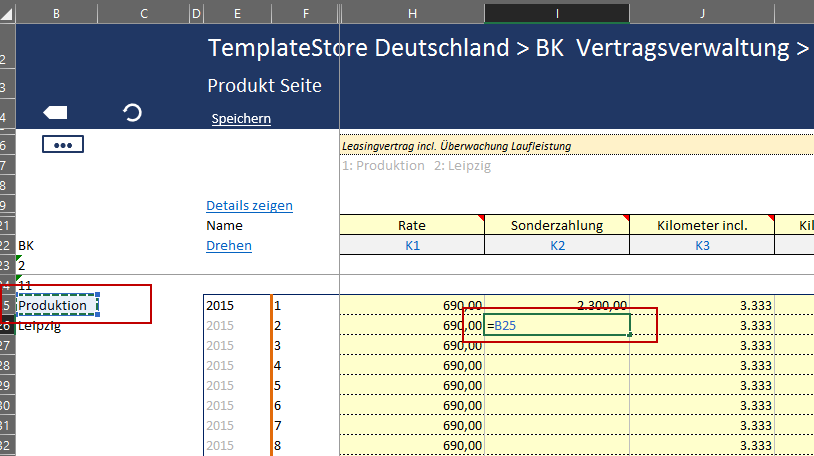 B C D E F H I J
2 TemplateStore Deutschland > BK Vertragsverwaltung >
3 Produkt Seite
4 Speichern
•••
6 Leasingvertrag incl. Überwachung Laufleistung
7 1: Produktion 2: Leipzig
8
9 Details zeigen
21 Name Rate Sonderzahlung Kilometer incl. Kil
22 BK Drehen K1 K2 K3
23 2
24 11
25 Produktion 2015 1 690,00 2.300,00 3.333
26 Leipzig 2015 2 690,00 =B25 3.333
27 2015 3 690,00 3.333
28 2015 4 690,00 3.333
29 2015 5 690,00 3.333
30 2015 6 690,00 3.333
31 2015 7 690,00 3.333
32 2015 8 690,00 3.333